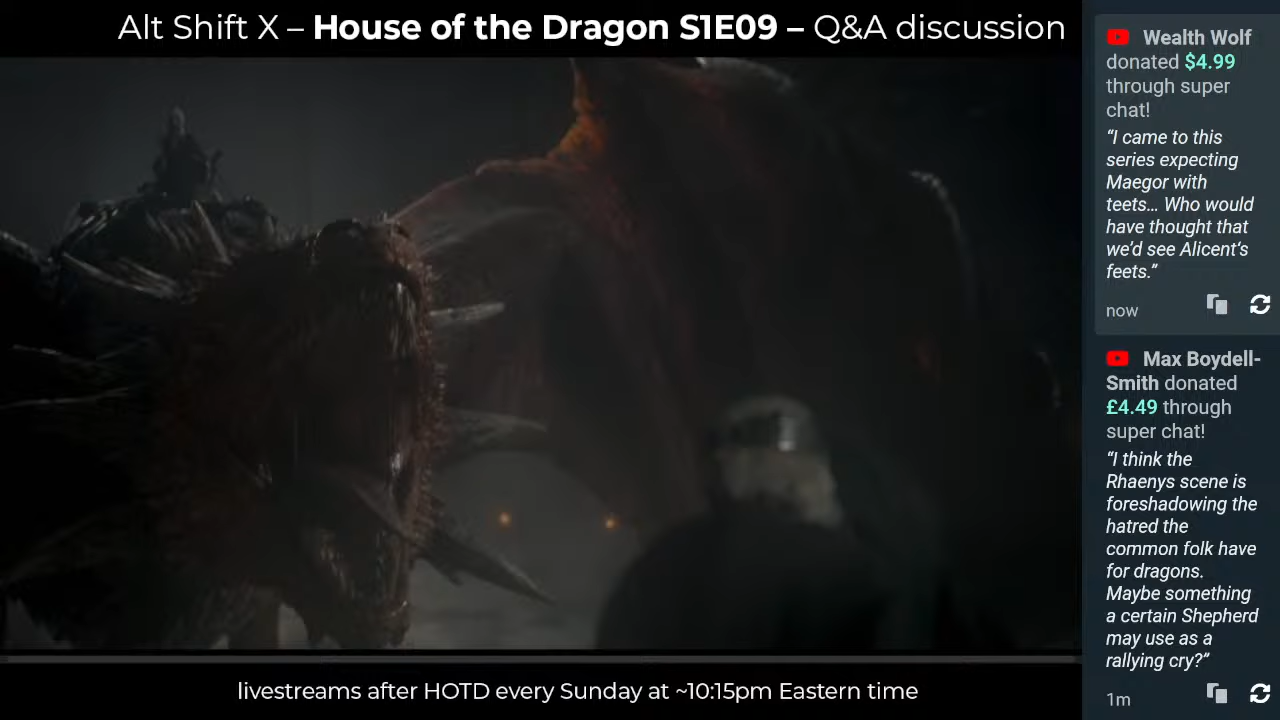 Alt Shift X – House of the Dragon S1E09 – Q&A discussion
Wealth Wolf
donated $4.99
through super
chat!
“I came to this
series expecting
Maegor with
teets... Who would
have thought that
we’d see Alicent‘s
feets.”
now
Max Boydell-
Smith donated
£4.49 through
super chat!
“I think the
Rhaenys scene is
foreshadowing the
hatred the
common folk have
for dragons.
Maybe something
a certain Shepherd
may use as a
rallying cry?”
1m
livestreams after HOTD every Sunday at ~10:15pm Eastern time